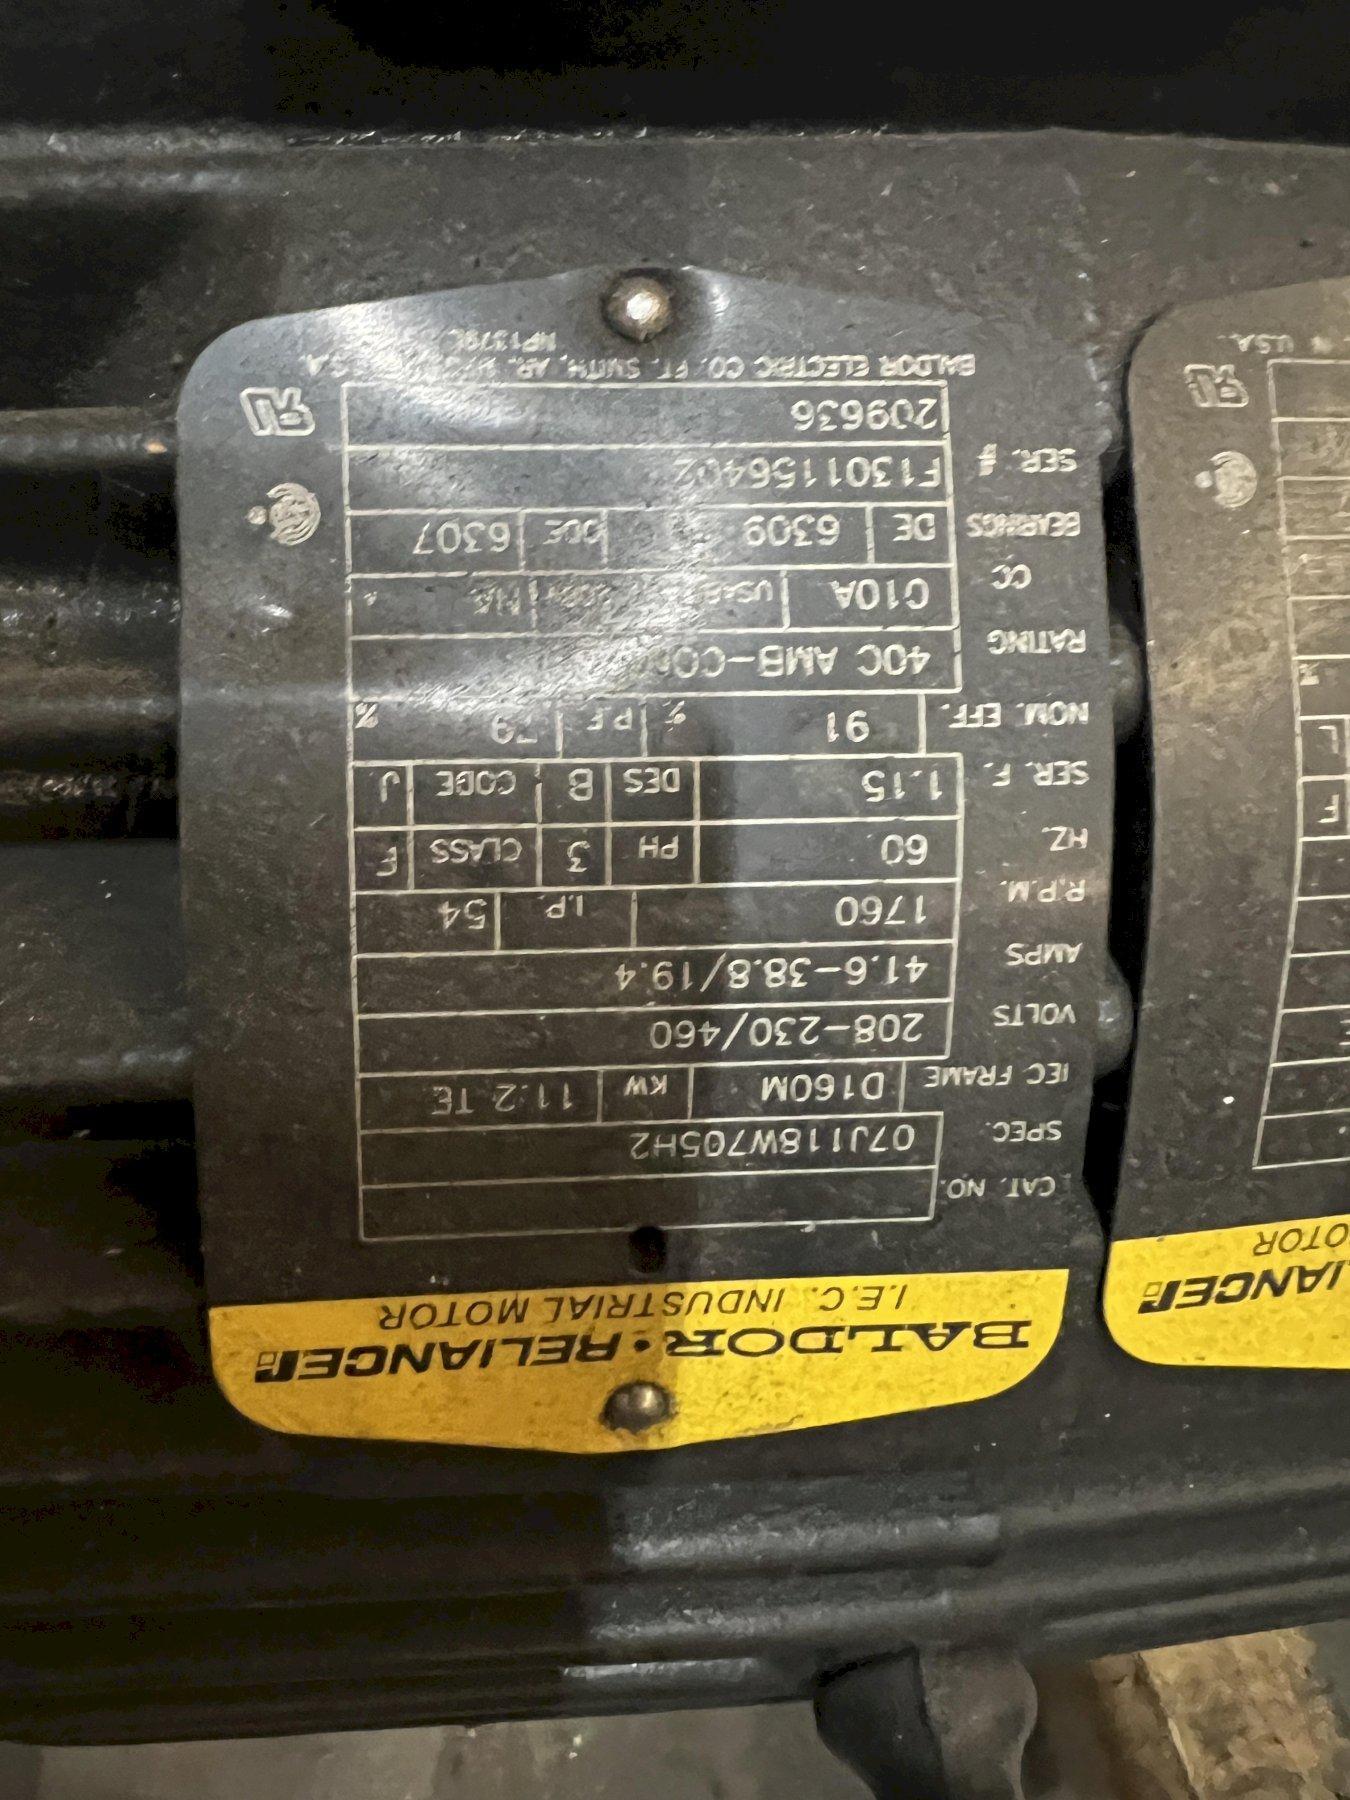 BALDOR • RELIANCE
I.E.C. INDUSTRIAL MOTOR
CAT. NO.
SPEC. 07J118W705H2
IEC FRAME D160M KW 11.2 TE
VOLTS 208-230/460
AMPS 41.6-38.8/19.4
R.P.M. 1760 I.P. 54
HZ. 60 PH 3 CLASS F
SER. F. 1.15 DES B CODE J
NOM. EFF. 91 % P.F. 79 %
RATING 40C AMB-
CC 010A
BEARINGS DE 6309 ODE 6307
SER. # F1301156402
209636
BALDOR ELECTRIC CO. FT. SMITH, AR.
LIANCE
OTOR
F
L
%
U.S.A.